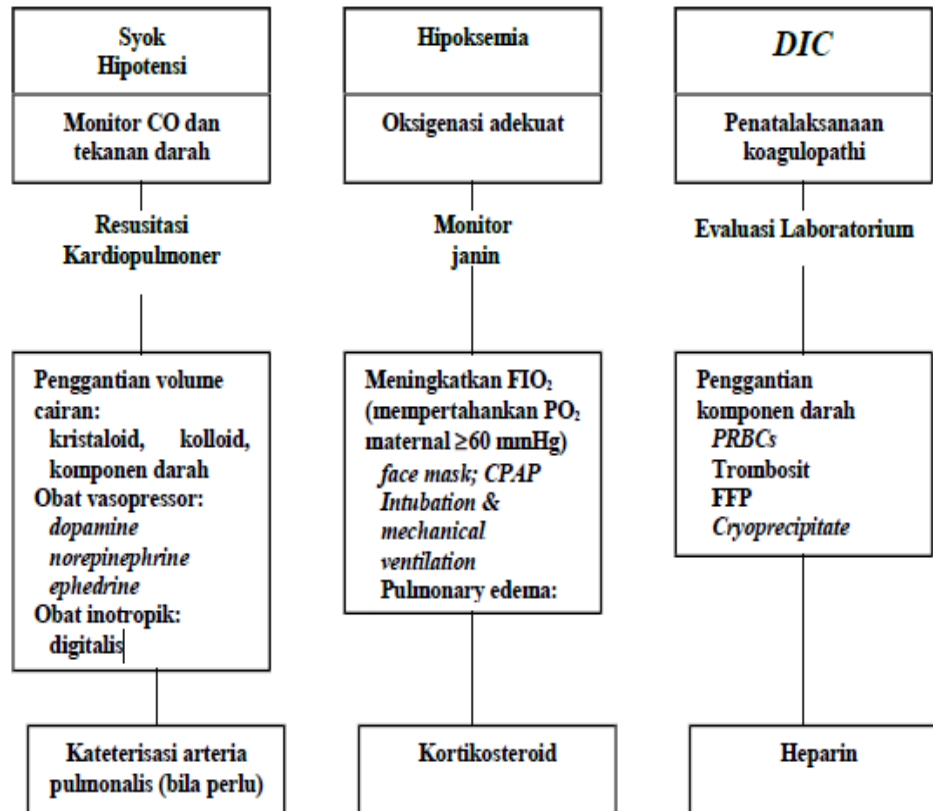 Syok
Hipotensi
Monitor CO dan
tekanan darah
Resusitasi
Kardiopulmoner
Penggantian volume
cairan:
kristaloid, kolloid,
komponen darah
Obat vasopressor:
dopamine
norepinephrine
ephedrine
Obat inotropik:
digitalis
Kateterisasi arteria
pulmonalis (bila perlu)
Hipoksemia
Oksigenasi adekuat
Monitor
janin
Meningkatkan FIO₂
(mempertahankan PO₂
maternal ≥60 mmHg)
face mask; CPAP
Intubation &
mechanical
ventilation
Pulmonary edema:
Kortikosteroid
DIC
Penatalaksanaan
koagulopathi
Evaluasi Laboratorium
Penggantian
komponen darah
PRBCs
Trombosit
FFP
Cryoprecipitate
Heparin